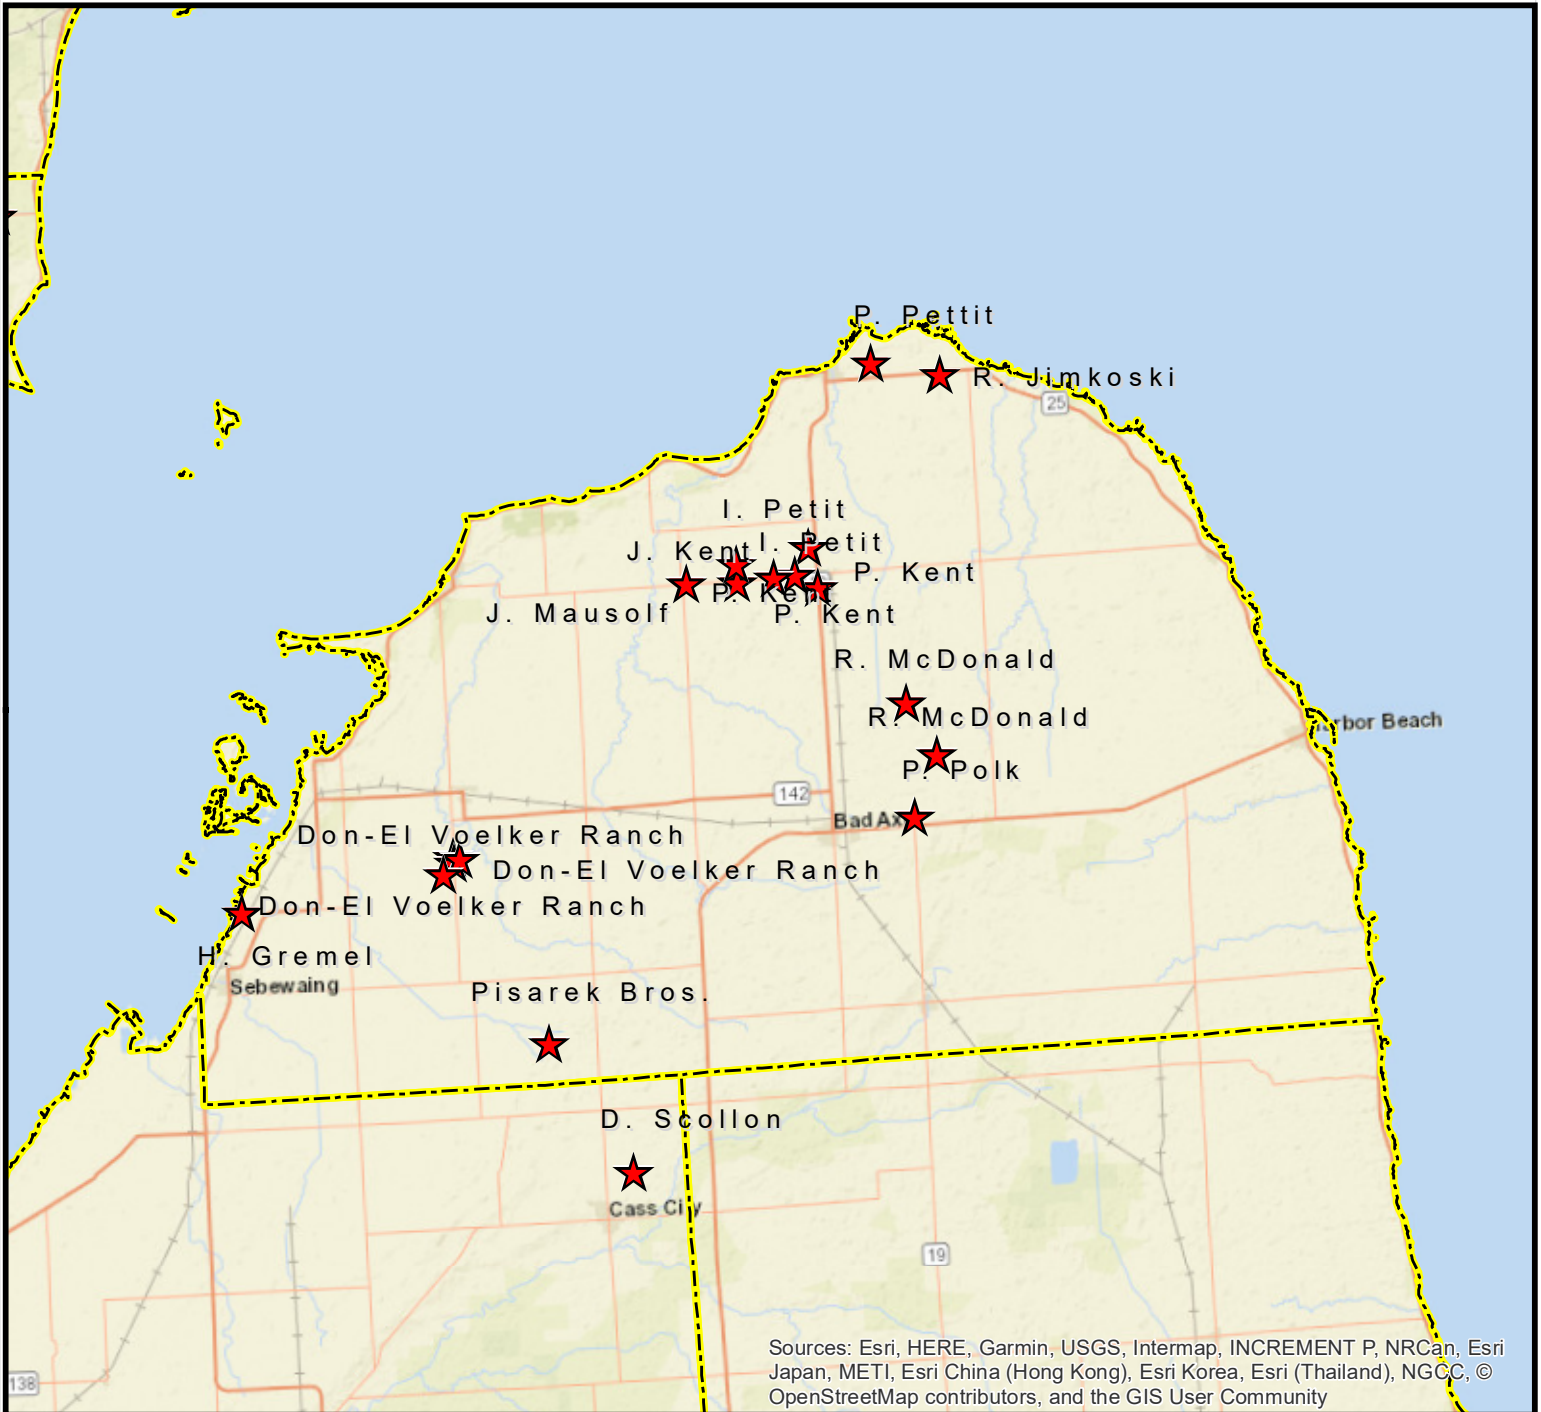 P. Pettit
R. Jimkoski
25
I. Petit
I. Petit
J. Kent
P. Kent
P. Kent
J. Mausolf
P. Kent
R. McDonald
R. McDonald
Harbor Beach
P. Polk
142
Bad Axe
Don-El Voelker Ranch
Don-El Voelker Ranch
Don-El Voelker Ranch
H. Gremel
Sebewaing
Pisarek Bros.
D. Scollon
Cass City
19
138
Sources: Esri, HERE, Garmin, USGS, Intermap, INCREMENT P, NRCan, Esri
Japan, METI, Esri China (Hong Kong), Esri Korea, Esri (Thailand), NGCC, ©
OpenStreetMap contributors, and the GIS User Community